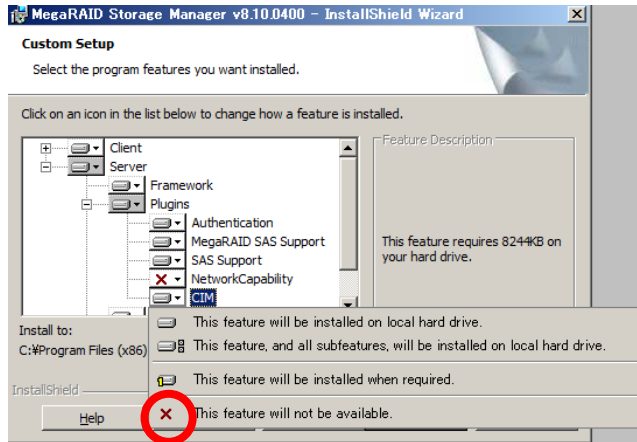 MegaRAID Storage Manager v8.10.0400 - InstallShield Wizard
Custom Setup
Select the program features you want installed.
Click on an icon in the list below to change how a feature is installed.
Client
Server
Framework
Plugins
Authentication
MegaRAID SAS Support
SAS Support
NetworkCapability
CIM
Feature Description
This feature requires 8244KB on
your hard drive.
Install to:
C:¥Program Files (x86)
This feature will be installed on local hard drive.
This feature, and all subfeatures, will be installed on local hard drive.
This feature will be installed when required.
This feature will not be available.
InstallShield
Help